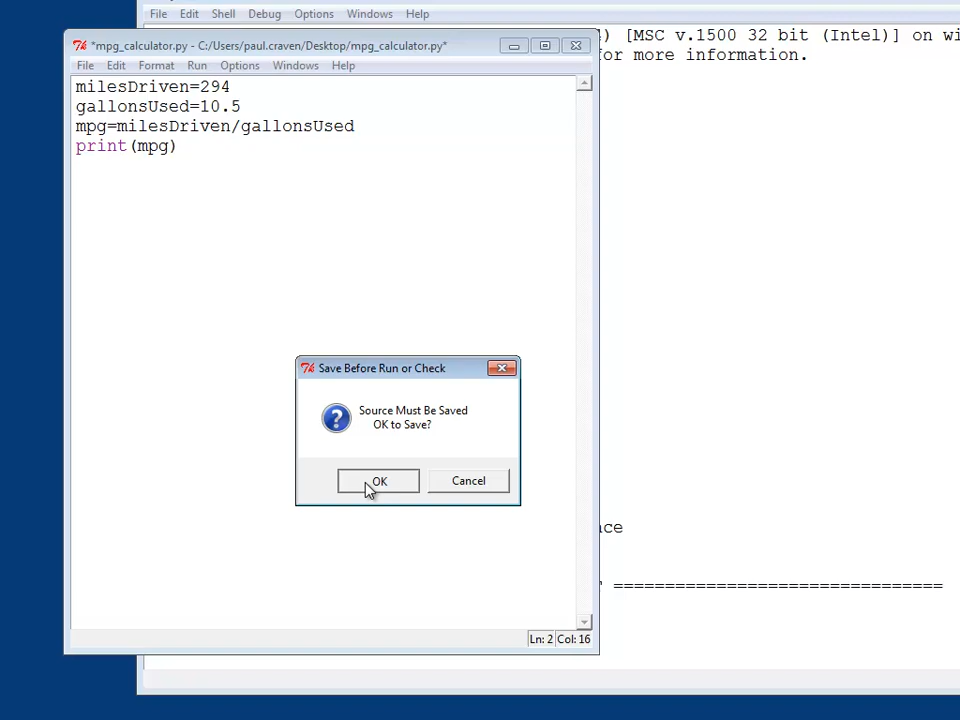 File Edit Shell Debug Options Windows Help
) [MSC v.1500 32 bit (Intel)] on wi
for more information.
*mpg_calculator.py - C:/Users/paul.craven/Desktop/mpg_calculator.py*
File Edit Format Run Options Windows Help
milesDriven=294
gallonsUsed=10.5
mpg=milesDriven/gallonsUsed
print(mpg)
Save Before Run or Check
Source Must Be Saved
OK to Save?
OK Cancel
nce
===============================
Ln: 2 Col: 16